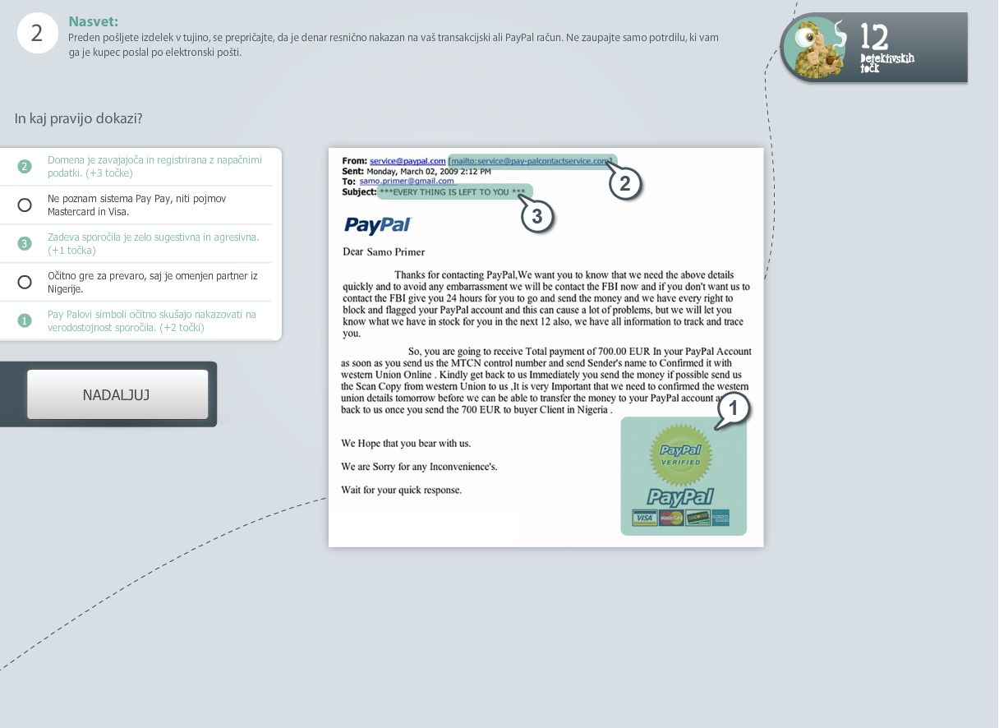 2
Nasvet:
Preden pošljete izdelek v tujino, se prepričajte, da je denar resnično nakazan na vaš transakcijski ali PayPal račun. Ne zaupajte samo potrdilu, ki vam
ga je kupec poslal po elektronski pošti.
12
Detektivskih
točk
In kaj pravijo dokazi?
2 Domena je zavajajoča in registrirana z napačnimi
podatki. (+3 točke)
Ne poznam sistema Pay Pay, niti pojmov
Mastercard in Visa.
3 Zadeva sporočila je zelo sugestivna in agresivna.
(+1 točka)
Očitno gre za prevaro, saj je omenjen partner iz
Nigerije.
1 Pay Palovi simboli očitno skušajo nakazovati na
verodostojnost sporočila. (+2 točki)
NADALJUJ
From: service@paypal.com [mailto:service@pay-palcontactservice.com]
Sent: Monday, March 02, 2009 2:12 PM
To: samo.primer@gmail.com
Subject: ***EVERY THING IS LEFT TO YOU ***
2
3
PayPal
Dear Samo Primer
Thanks for contacting PayPal,We want you to know that we need the above details
quickly and to avoid any embarrassment we will be contact the FBI now and if you don't want us to
contact the FBI give you 24 hours for you to go and send the money and we have every right to
block and flagged your PayPal account and this can cause a lot of problems, but we will let you
know what we have in stock for you in the next 12 also, we have all information to track and trace
you.
So, you are going to receive Total payment of 700.00 EUR In your PayPal Account
as soon as you send us the MTCN control number and send Sender's name to Confirmed it with
western Union Online . Kindly get back to us Immediately you send the money if possible send us
the Scan Copy from western Union to us ,It is very Important that we need to confirmed the western
union details tomorrow before we can be able to transfer the money to your PayPal account
back to us once you send the 700 EUR to buyer Client in Nigeria .
1
We Hope that you bear with us.
We are Sorry for any Inconvenience's.
Wait for your quick response.
PayPal
VERIFIED
PayPal
VISA MasterCard DISCOVER